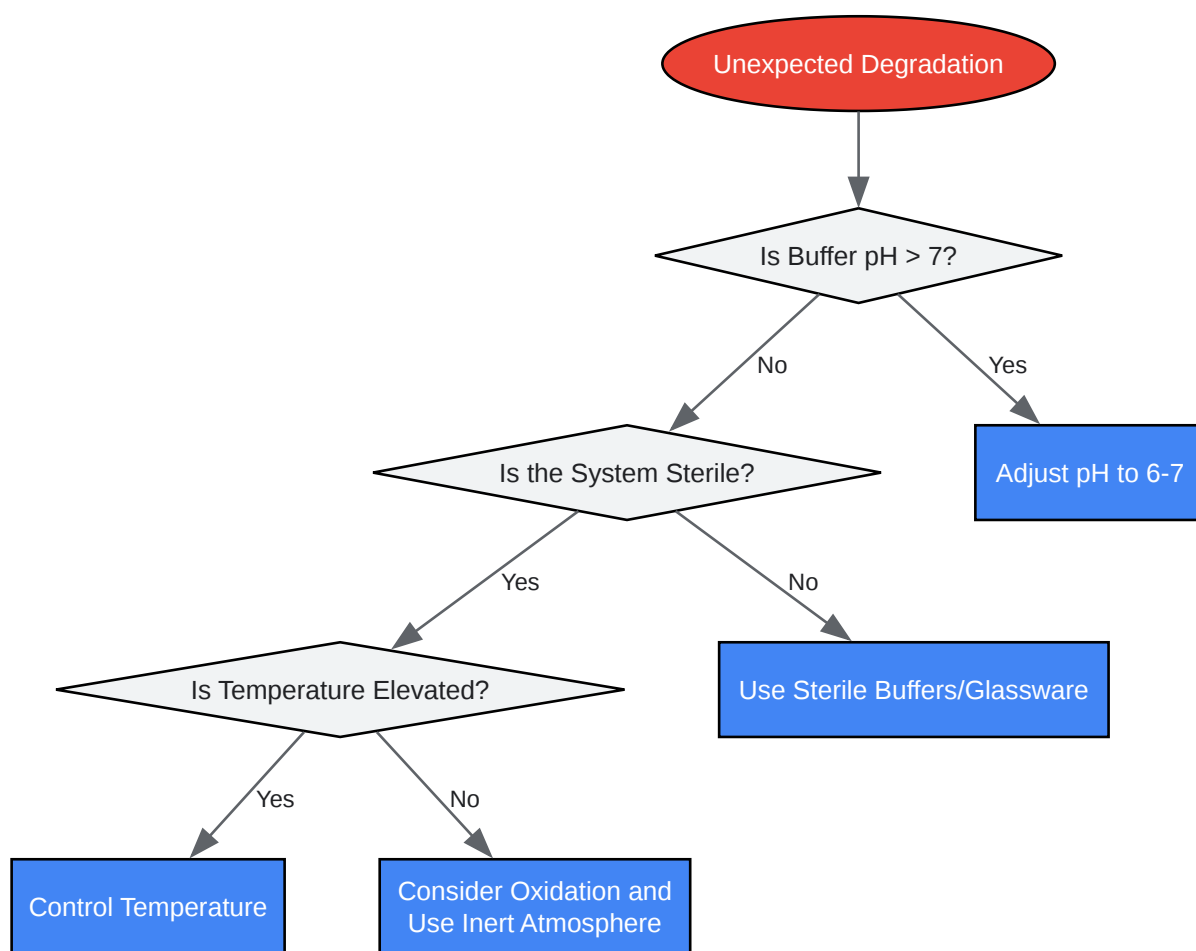 Unexpected Degradation
Is Buffer pH > 7?
No
Yes
Is the System Sterile?
Adjust pH to 6-7
Yes
No
Is Temperature Elevated?
Use Sterile Buffers/Glassware
Yes
No
Control Temperature
Consider Oxidation and
Use Inert Atmosphere